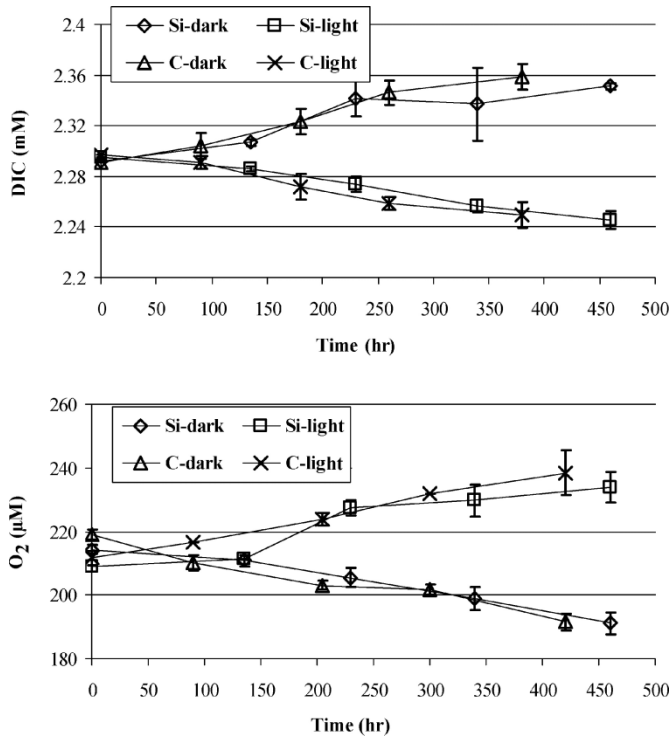 2.4
Si-dark Si-light
C-dark C-light
2.36
2.32
2.28
2.24
2.2
DIC (mM)
0 50 100 150 200 250 300 350 400 450 500
Time (hr)
260
Si-dark Si-light
C-dark C-light
240
220
200
180
O2 (µM)
0 50 100 150 200 250 300 350 400 450 500
Time (hr)